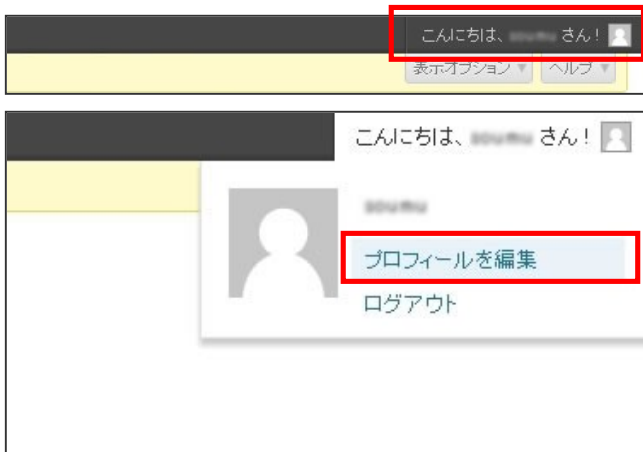 こんにちは、 さん！
表示オプション ▼ ヘルプ ▼
こんにちは、 さん！
プロフィールを編集
ログアウト